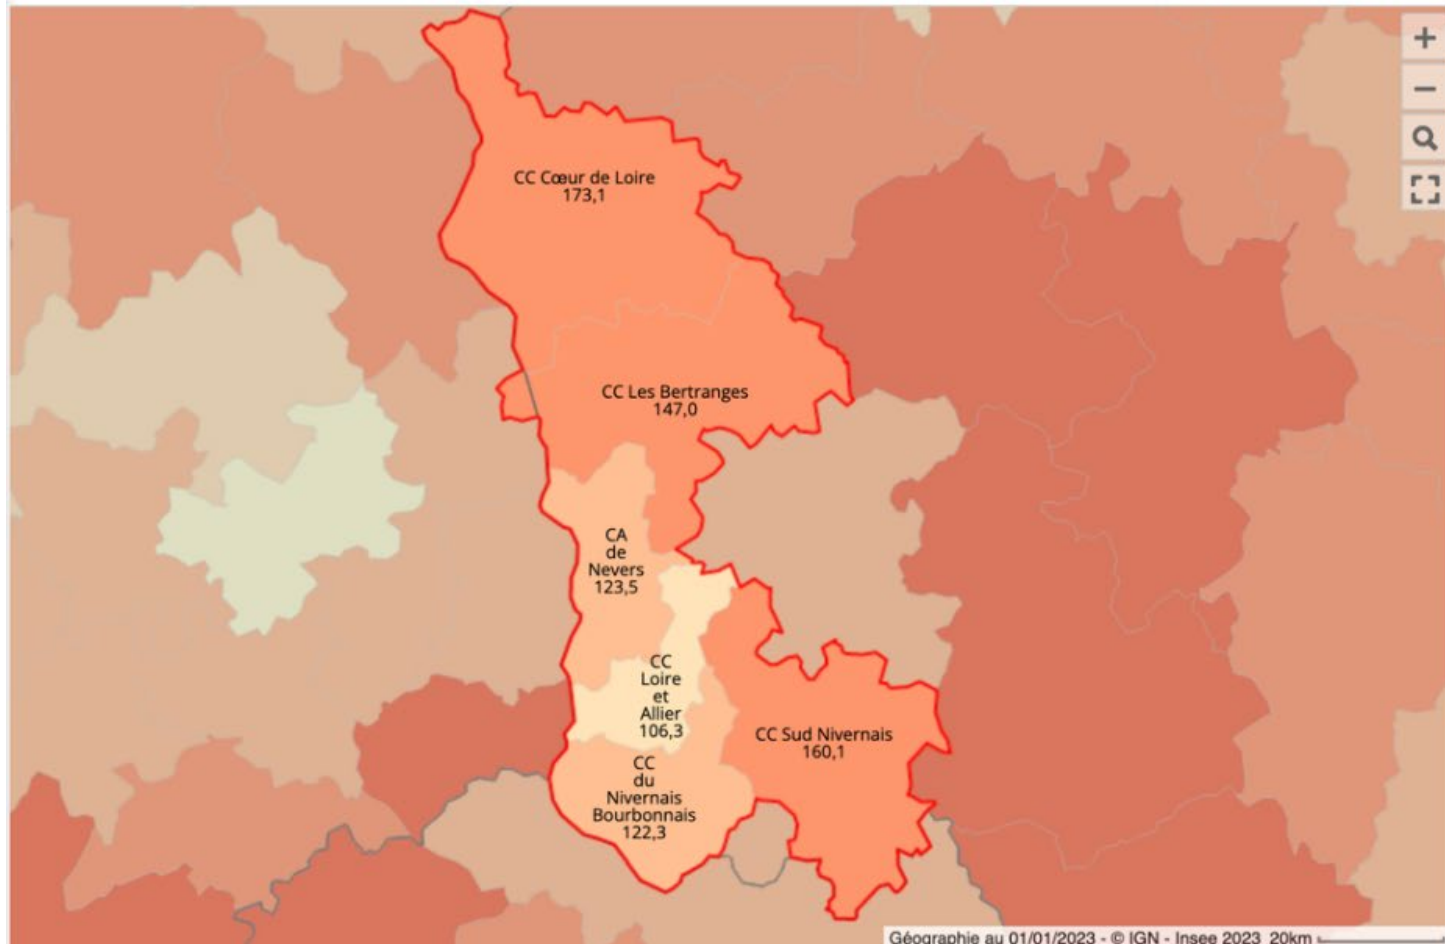 CC Cœur de Loire
173,1
CC Les Bertranges
147,0
CA
de
Nevers
123,5
CC
Loire
et
Allier
106,3
CC Sud Nivernais
160,1
CC
du
Nivernais
Bourbonnais
122,3
Géographie au 01/01/2023 - © IGN - Insee 2023 20km